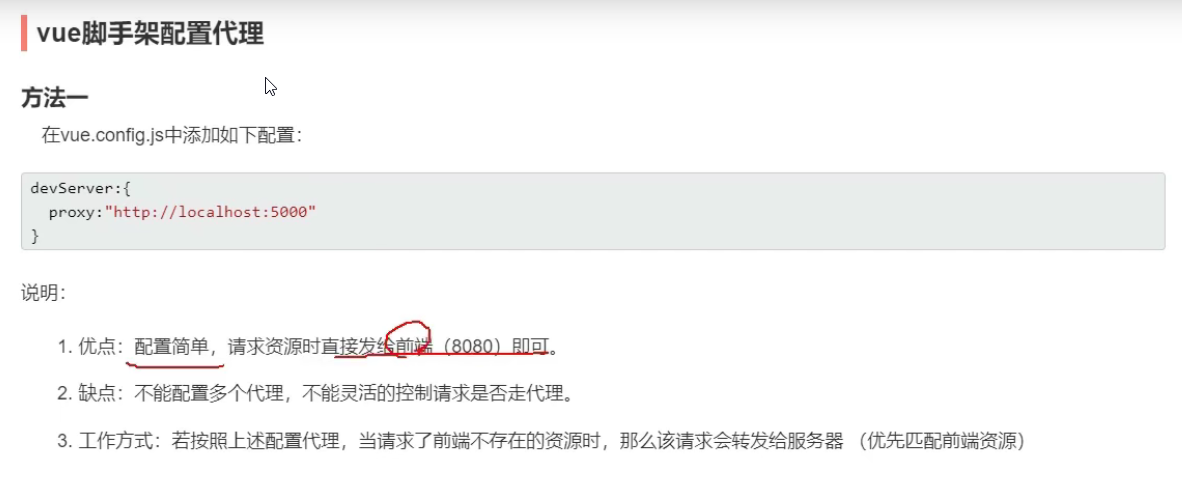 vue脚手架配置代理
方法一
在vue.config.js中添加如下配置：
devServer:{
  proxy:"http://localhost:5000"
}
说明：
1. 优点：配置简单，请求资源时直接发给前端（8080）即可。
2. 缺点：不能配置多个代理，不能灵活的控制请求是否走代理。
3. 工作方式：若按照上述配置代理，当请求了前端不存在的资源时，那么该请求会转发给服务器 （优先匹配前端资源）